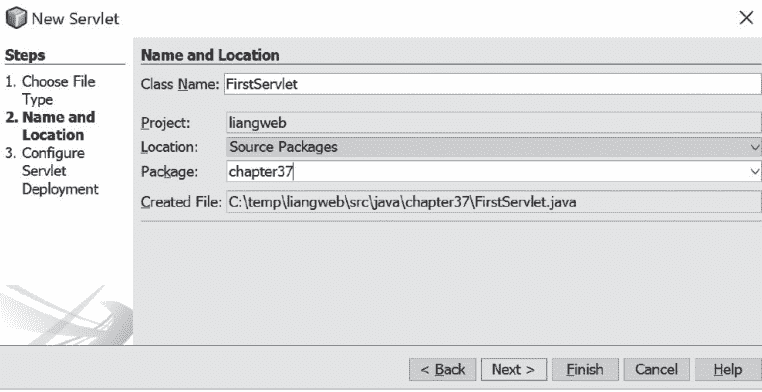 New Servlet
Steps
1. Choose File
Type
2. Name and
Location
3. Configure
Servlet
Deployment
Name and Location
Class Name: FirstServlet
Project: liangweb
Location: Source Packages
Package: chapter37
Created File: C:\temp\liangweb\src\java\chapter37\FirstServlet.java
< Back Next > Finish Cancel Help